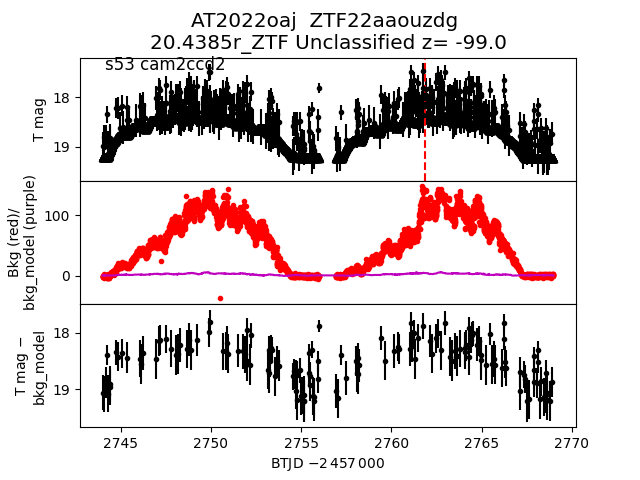 AT2022oaj  ZTF22aaouzdg
20.4385r_ZTF Unclassified z= -99.0
s53 cam2ccd2
T mag
18
19
Bkg (red)/
bkg_model (purple)
100
0
T mag −
bkg_model
18
19
2745 2750 2755 2760 2765 2770
BTJD −2 457 000